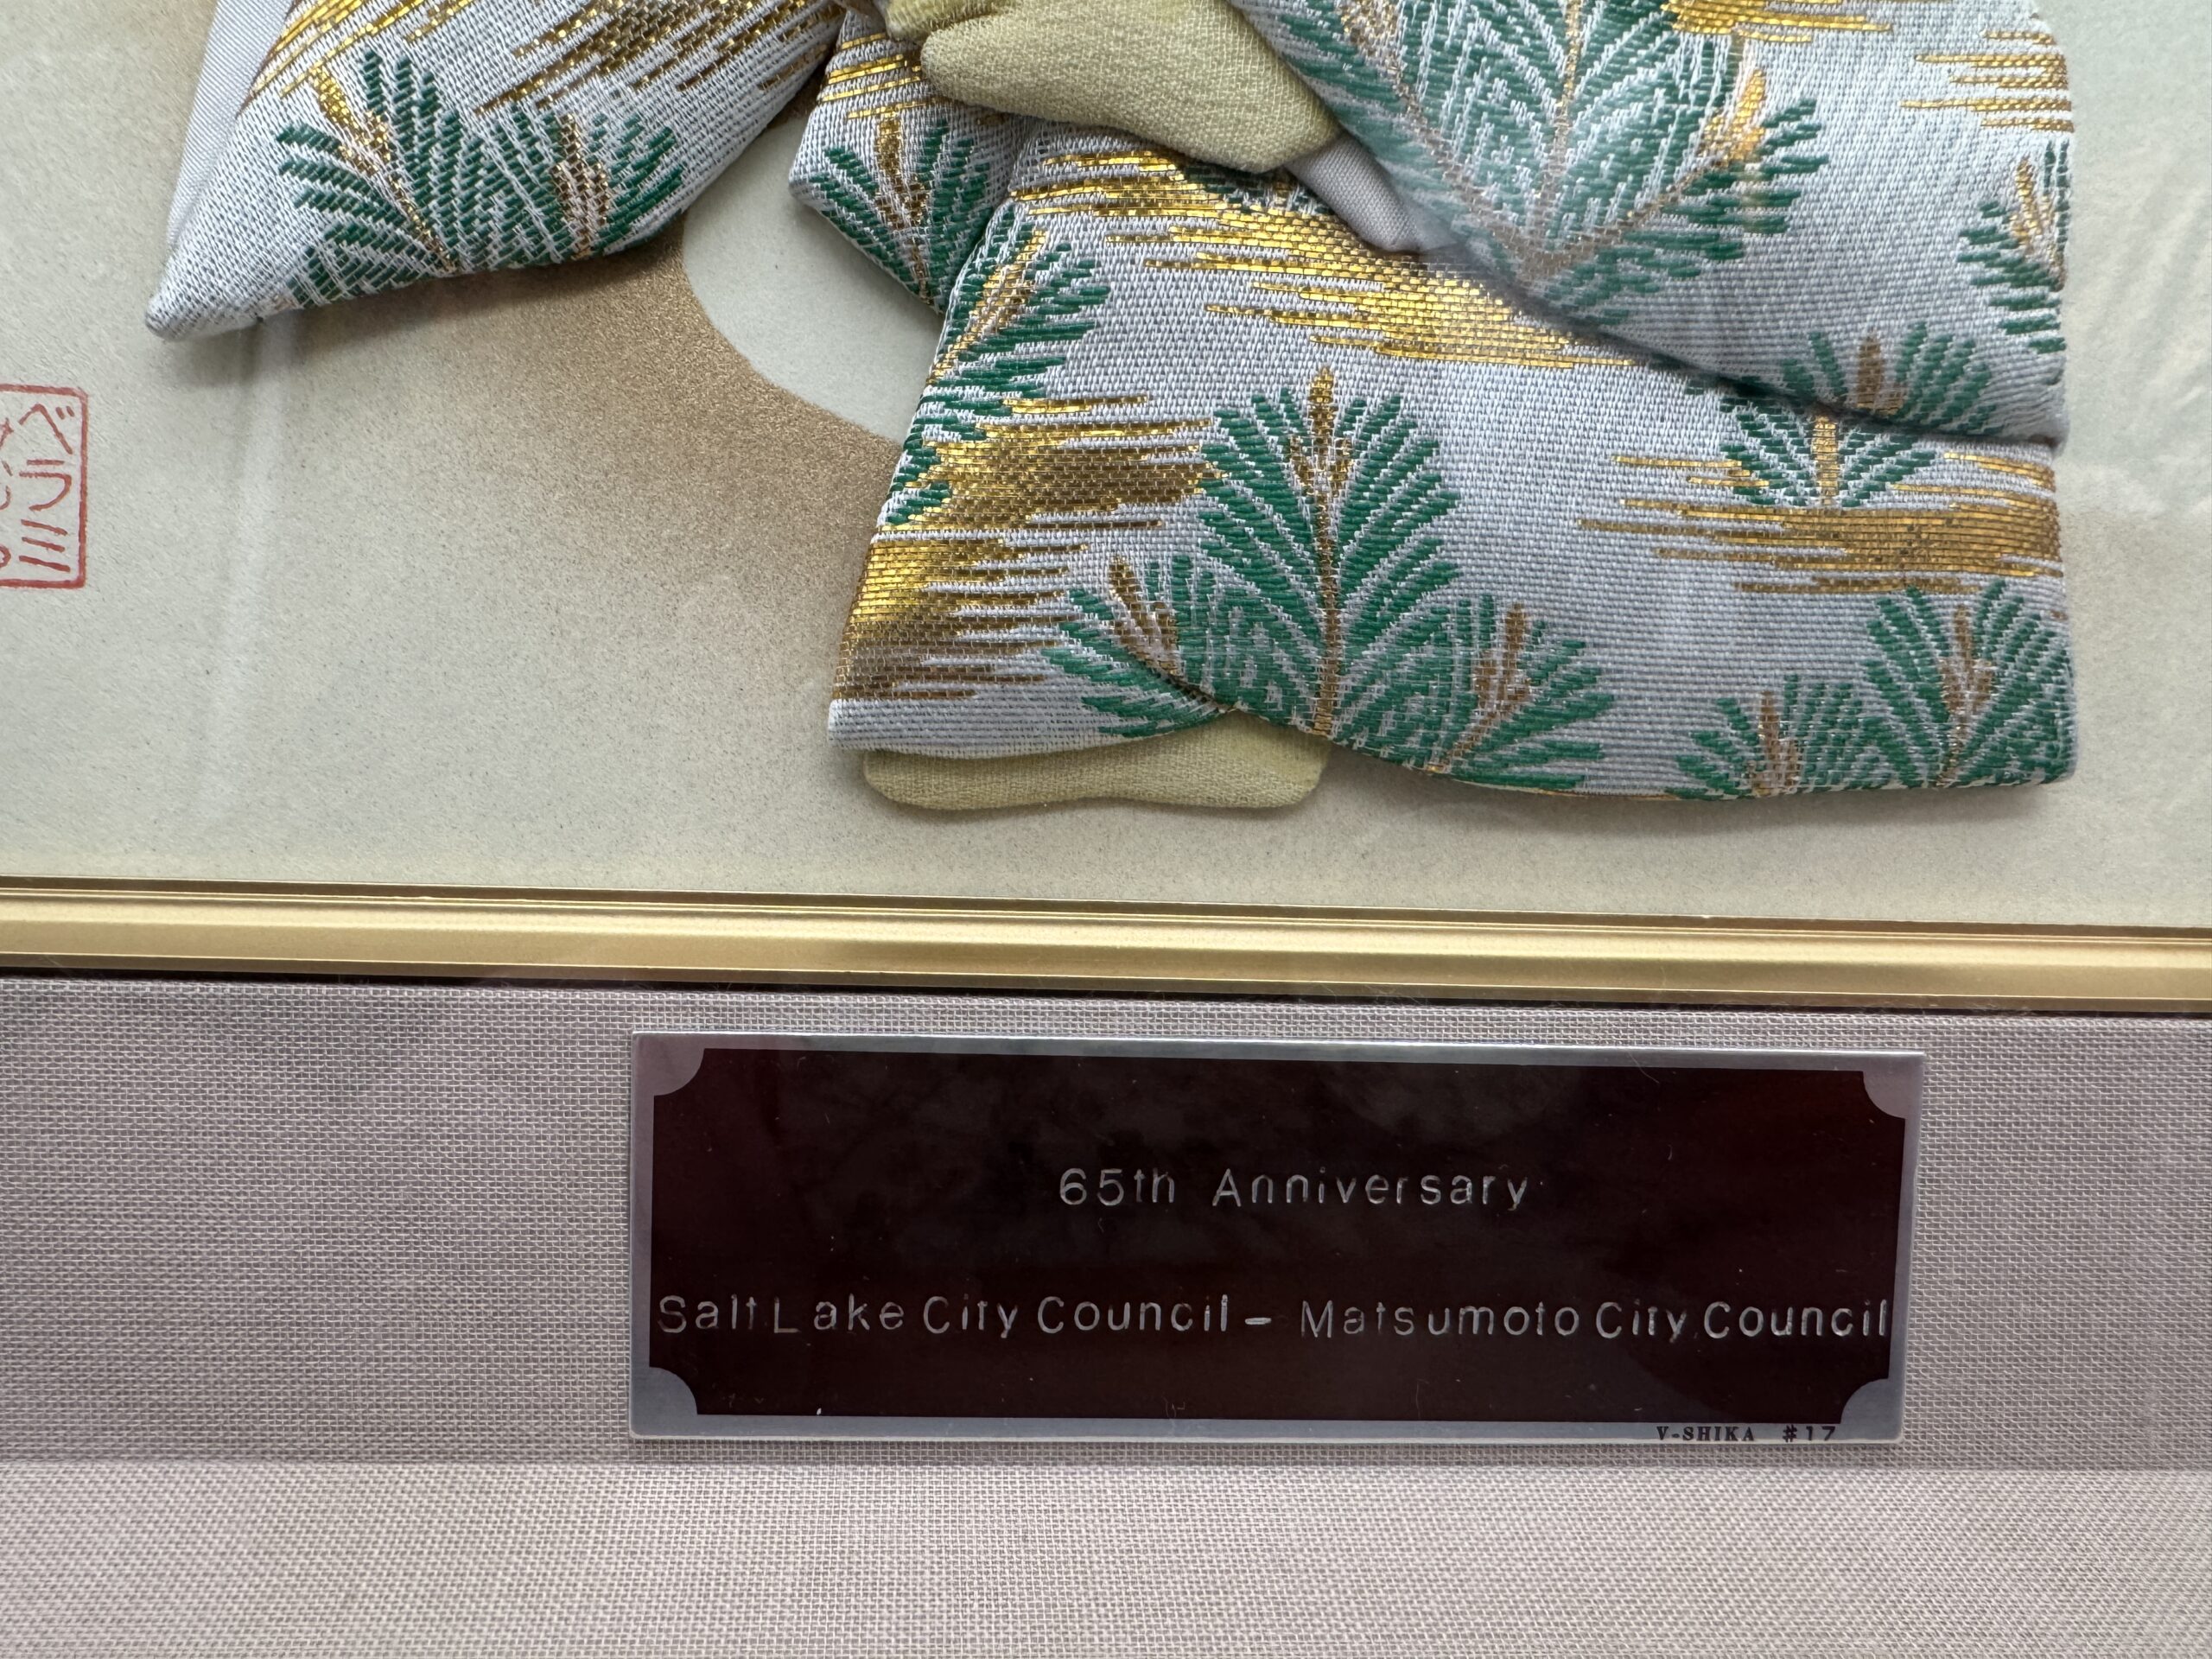 65th Anniversary
Salt Lake City Council – Matsumoto City Council
V-SHIKA #17